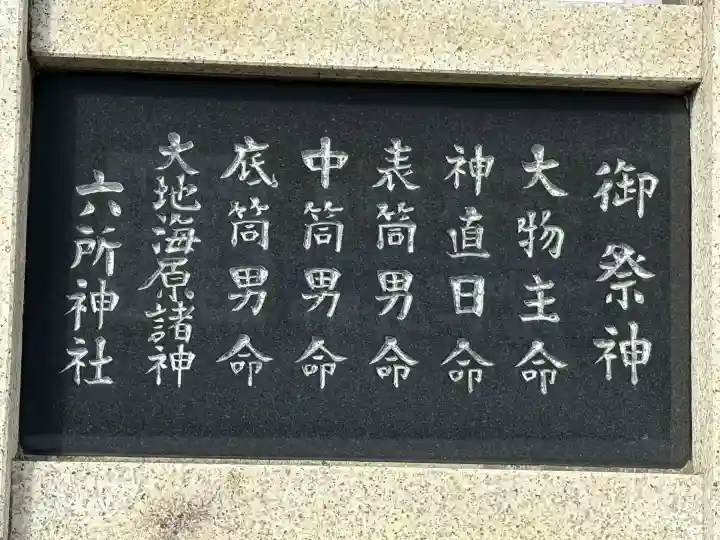 御祭神
大物主命
神直日命
表筒男命
中筒男命
底筒男命
大地海原諸神
六所神社